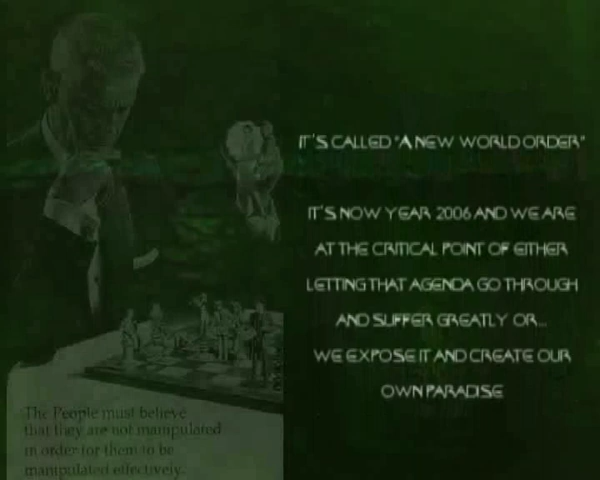 IT'S CALLED "A NEW WORLD ORDER"
IT'S NOW YEAR 2006 AND WE ARE
AT THE CRITICAL POINT OF EITHER
LETTING THAT AGENDA GO THROUGH
AND SUFFER GREATLY OR...
WE EXPOSE IT AND CREATE OUR
OWN PARADISE
The People must believe
that they are not manipulated
in order for them to be
manipulated effectively.